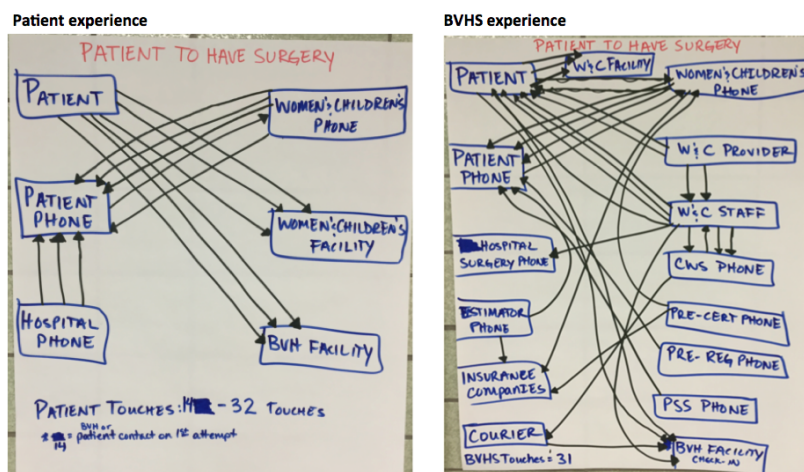 Patient experience
PATIENT TO HAVE SURGERY
PATIENT
WOMEN'S CHILDREN'S
PHONE
PATIENT
PHONE
WOMEN'S CHILDREN'S
FACILITY
HOSPITAL
PHONE
BVH FACILITY
PATIENT TOUCHES: 14 - 32 TOUCHES
BVH or
14 = patient contact on 1st attempt
BVHS experience
PATIENT TO HAVE SURGERY
PATIENT
W&C FACILITY
WOMEN'S CHILDREN'S
PHONE
PATIENT
PHONE
W&C PROVIDER
W&C STAFF
HOSPITAL
SURGERY PHONE
CWS PHONE
ESTIMATOR
PHONE
PRE-CERT PHONE
PRE-REG PHONE
INSURANCE
COMPANIES
PSS PHONE
COURIER
BVH FACILITY
CHECK-IN
BVHS Touches = 31